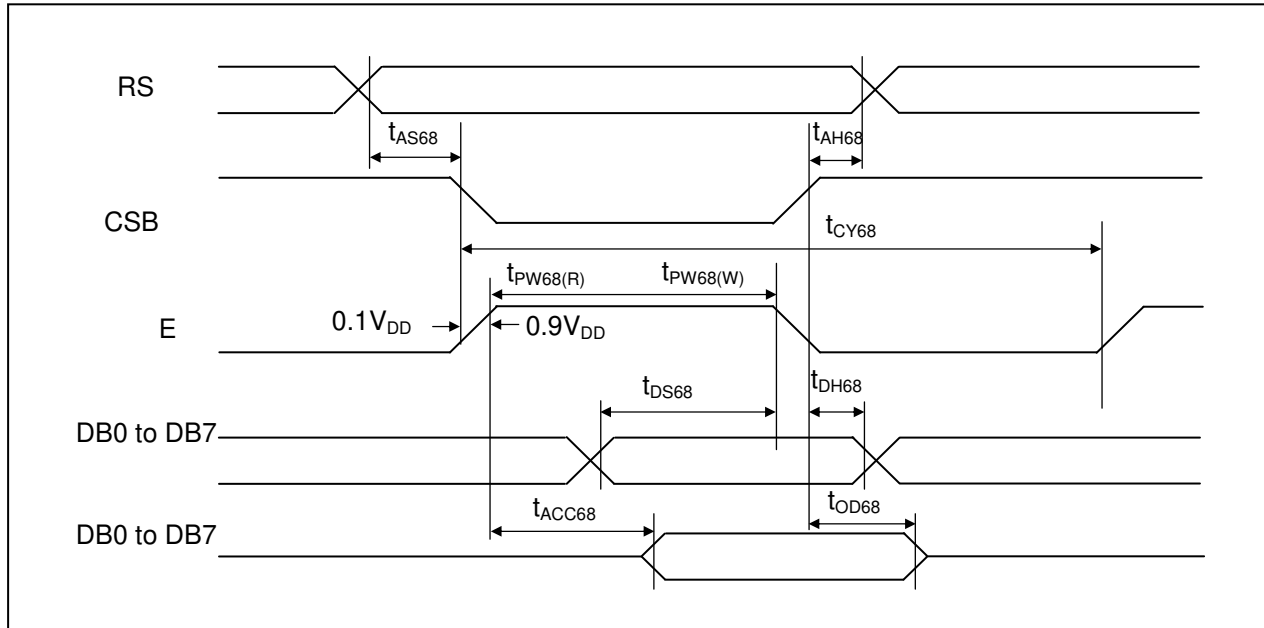 RS
tAS68
tAH68
CSB
tCY68
tPW68(R)
tPW68(W)
E
0.1VDD
0.9VDD
tDS68
tDH68
DB0 to DB7
tACC68
tOD68
DB0 to DB7